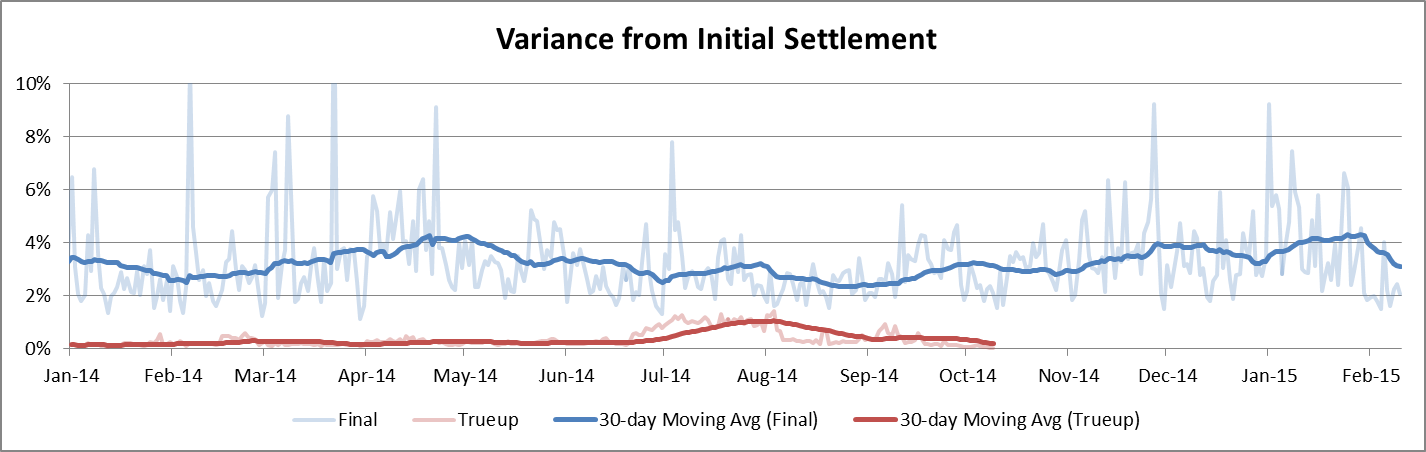 Variance from Initial Settlement
10%
8%
6%
4%
2%
0%
Jan-14 Feb-14 Mar-14 Apr-14 May-14 Jun-14 Jul-14 Aug-14 Sep-14 Oct-14 Nov-14 Dec-14 Jan-15 Feb-15
Final Trueup 30-day Moving Avg (Final) 30-day Moving Avg (Trueup)